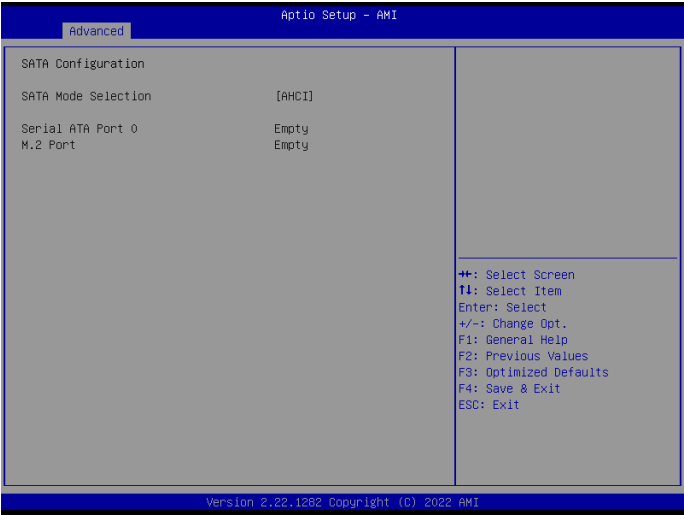 Aptio Setup - AMI
Advanced
SATA Configuration
SATA Mode Selection [AHCI]
Serial ATA Port 0 Empty
M.2 Port Empty
→←: Select Screen
↑↓: Select Item
Enter: Select
+/-: Change Opt.
F1: General Help
F2: Previous Values
F3: Optimized Defaults
F4: Save & Exit
ESC: Exit
Version 2.22.1282 Copyright (C) 2022 AMI